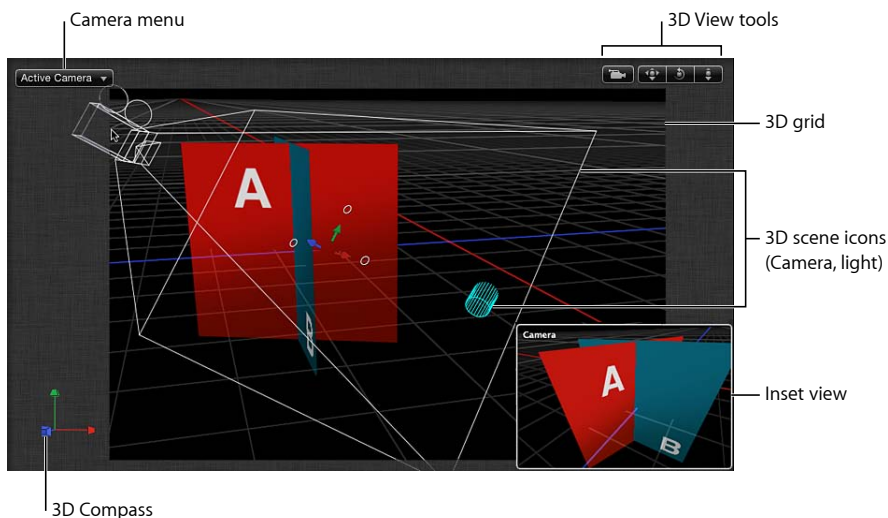 Camera menu
3D View tools
Active Camera
3D grid
A
3D scene icons
(Camera, light)
B
Camera
A
B
Inset view
3D Compass